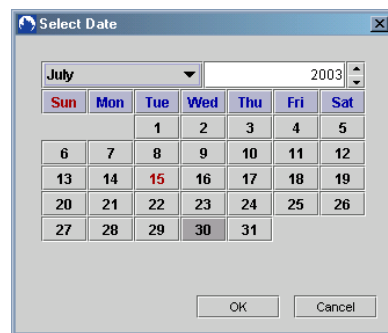 Select Date
July 2003
Sun Mon Tue Wed Thu Fri Sat
1 2 3 4 5
6 7 8 9 10 11 12
13 14 15 16 17 18 19
20 21 22 23 24 25 26
27 28 29 30 31
OK Cancel